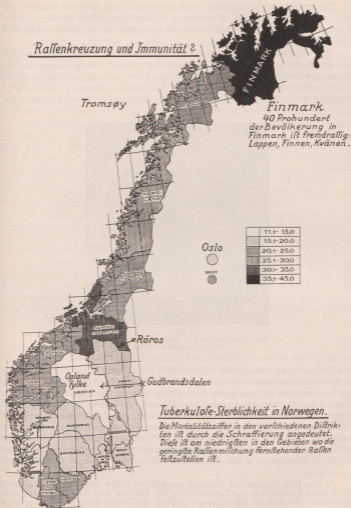 Rassenkreuzung und Immunität?
FINMARK
Tromsøy
Finmark
40 Prohundert
der Bevölkerung in
Finmark ist fremdrassig:
Lappen, Finnen, Kvänen.
11,1-15,0
15,1-20,0
20,1-25,0
25,1-30,0
30,1-35,0
35,1-45,0
Oslo
Röros
Opland
fylke
Gudbrandsdalen
Tuberkulose-Sterblichkeit in Norwegen.
Die Mortalitätsziffer in den verschiedenen Distrik-
ten ist durch die Schraffierung angedeutet.
Diese ist am niedrigsten in den Gebieten wo die
geringste Rassenmischung fernstehender Rassen
festzustellen ist.